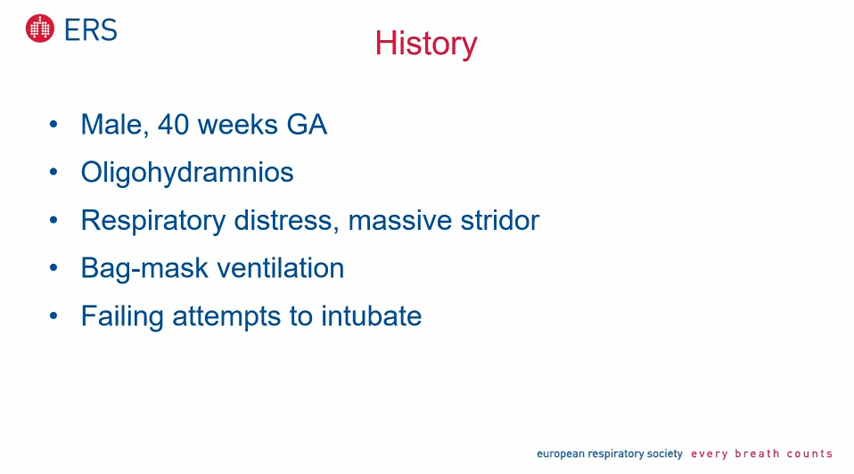 ERS
History
• Male, 40 weeks GA
• Oligohydramnios
• Respiratory distress, massive stridor
• Bag-mask ventilation
• Failing attempts to intubate
european respiratory society every breath counts